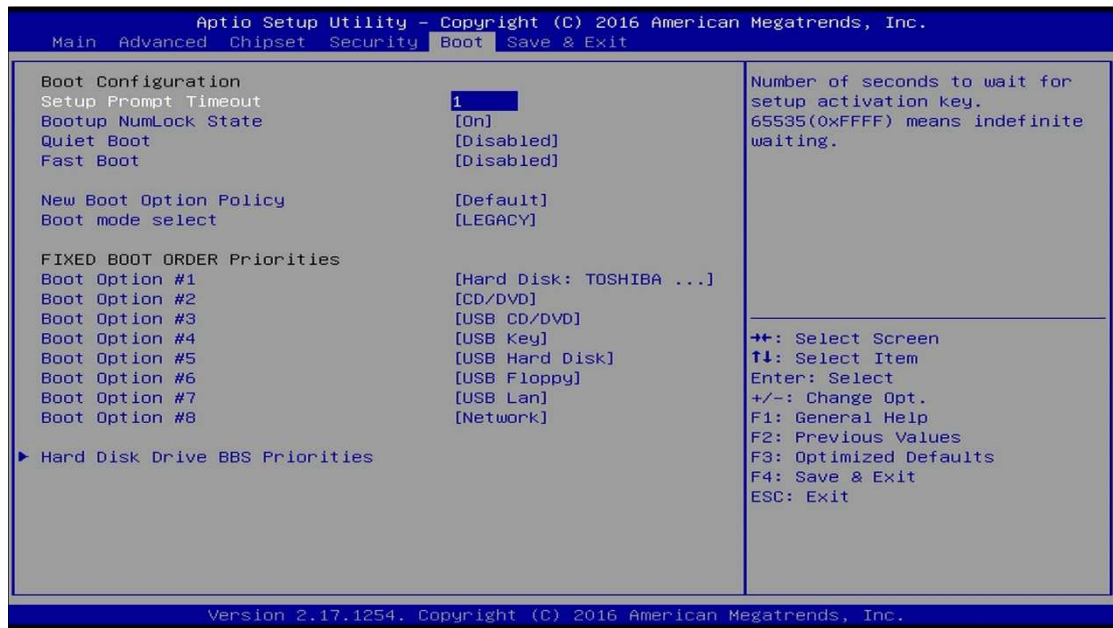 Aptio Setup Utility – Copyright (C) 2016 American Megatrends, Inc.
Main Advanced Chipset Security Boot Save & Exit
Boot Configuration
Setup Prompt Timeout 1
Bootup NumLock State [On]
Quiet Boot [Disabled]
Fast Boot [Disabled]
New Boot Option Policy [Default]
Boot mode select [LEGACY]
FIXED BOOT ORDER Priorities
Boot Option #1 [Hard Disk: TOSHIBA ...]
Boot Option #2 [CD/DVD]
Boot Option #3 [USB CD/DVD]
Boot Option #4 [USB Key]
Boot Option #5 [USB Hard Disk]
Boot Option #6 [USB Floppy]
Boot Option #7 [USB Lan]
Boot Option #8 [Network]
▶ Hard Disk Drive BBS Priorities
Number of seconds to wait for
setup activation key.
65535(0xFFFF) means indefinite
waiting.
→←: Select Screen
↑↓: Select Item
Enter: Select
+/-: Change Opt.
F1: General Help
F2: Previous Values
F3: Optimized Defaults
F4: Save & Exit
ESC: Exit
Version 2.17.1254. Copyright (C) 2016 American Megatrends, Inc.